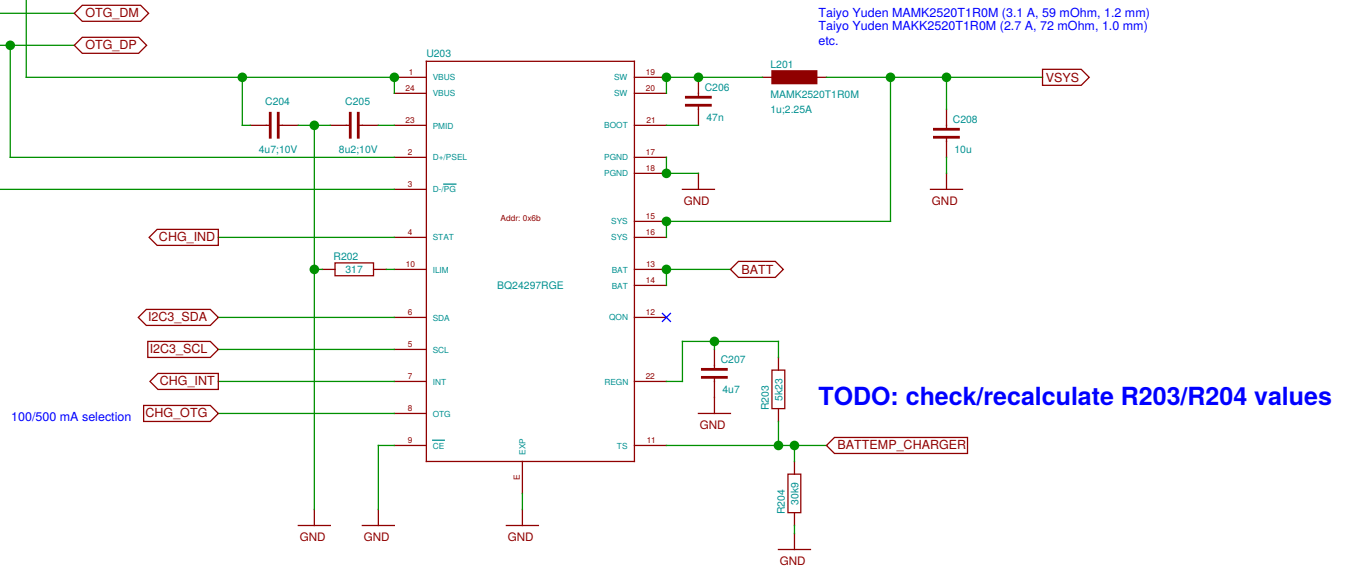 OTG_DM
OTG_DP
Taiyo Yuden MAMK2520T1R0M (3.1 A, 59 mOhm, 1.2 mm)
Taiyo Yuden MAKK2520T1R0M (2.7 A, 72 mOhm, 1.0 mm)
etc.
U203
1 VBUS
24 VBUS
23 PMID
2 D+/PSEL
3 D-/PG
4 STAT
10 ILIM
6 SDA
5 SCL
7 INT
8 OTG
9 CE
EXP
E
Addr: 0x6b
BQ24297RGE
SW 19
SW 20
BOOT 21
PGND 17
PGND 18
SYS 15
SYS 16
BAT 13
BAT 14
QON 12
REGN 22
TS 11
C204
4u7;10V
C205
8u2;10V
CHG_IND
R202
317
I2C3_SDA
I2C3_SCL
CHG_INT
100/500 mA selection
CHG_OTG
GND
GND
GND
L201
MAMK2520T1R0M
1u;2.25A
C206
47n
VSYS
C208
10u
GND
GND
BATT
C207
4u7
GND
R203
5k23
TODO: check/recalculate R203/R204 values
BATTEMP_CHARGER
R204
30k9
GND